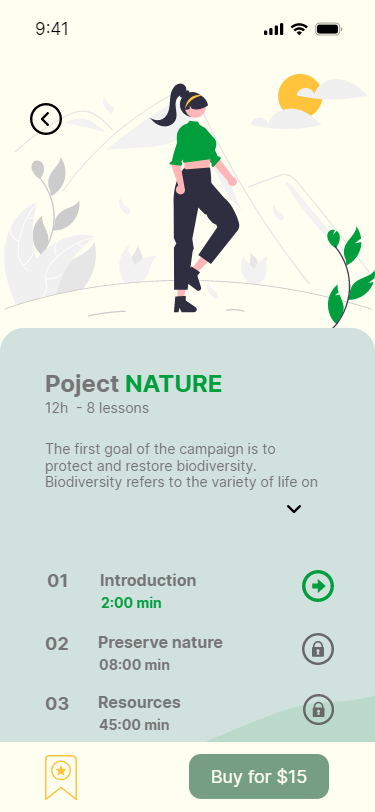 9:41
Poject NATURE
12h - 8 lessons
The first goal of the campaign is to
protect and restore biodiversity.
Biodiversity refers to the variety of life on
01 Introduction
2:00 min
02 Preserve nature
08:00 min
03 Resources
45:00 min
Buy for $15